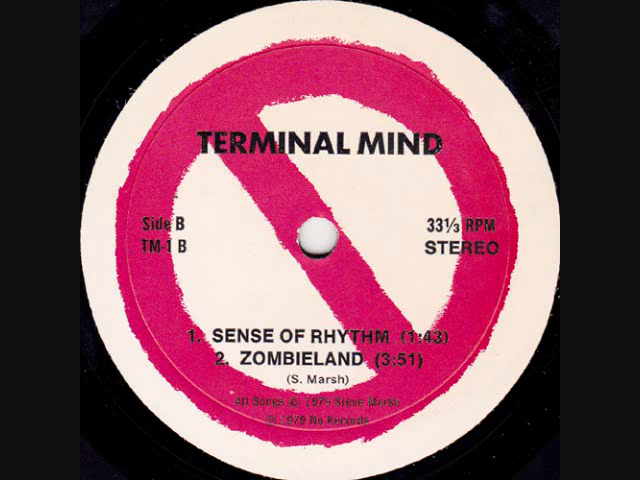 TERMINAL MIND
Side B
TM-1 B
33⅓ RPM
STEREO
1. SENSE OF RHYTHM (1:43)
2. ZOMBIELAND (3:51)
(S. Marsh)
All Songs © 1979 Steve Marsh
℗ 1979 No Records